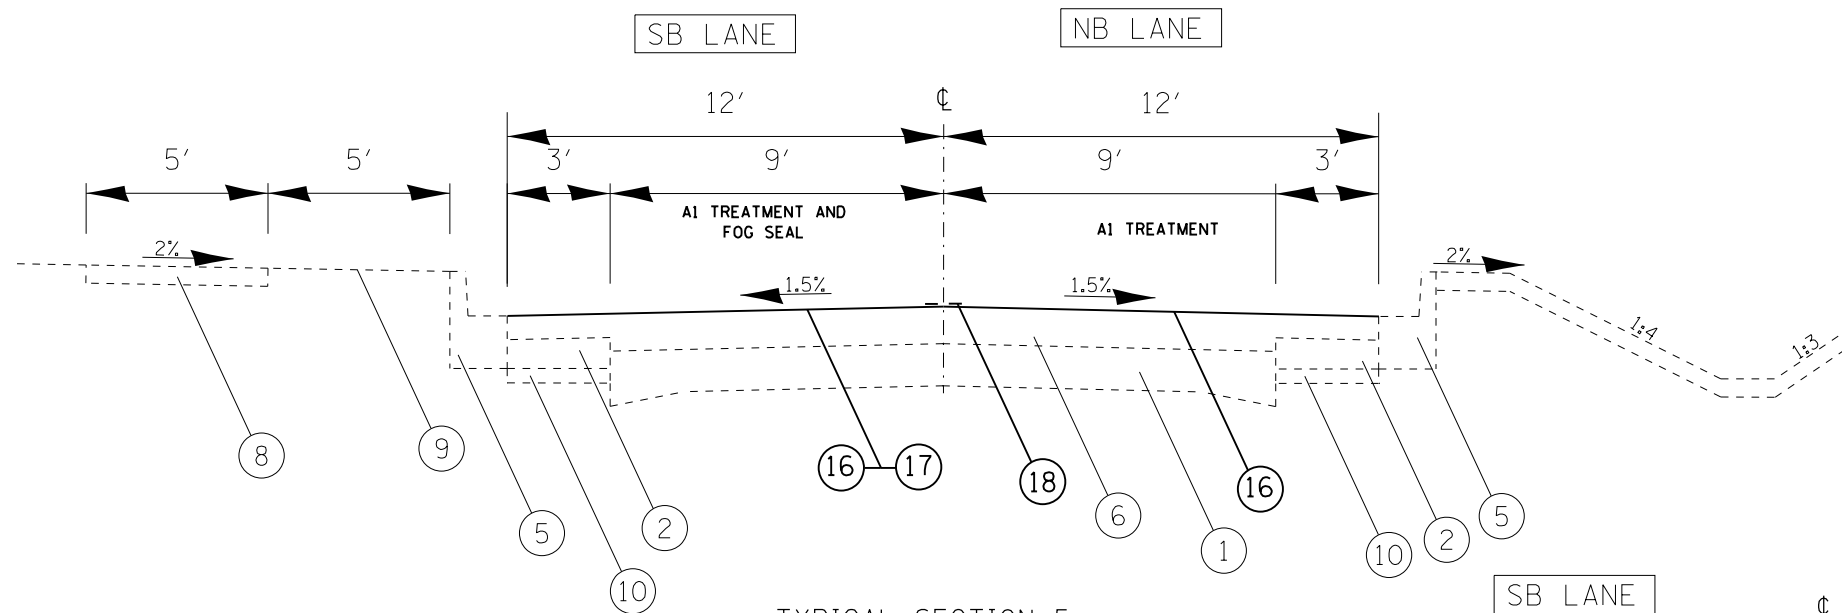 SB LANE
NB LANE
12' ℄ 12'
5' 5' 3' 9' 9' 3'
A1 TREATMENT AND
FOG SEAL
A1 TREATMENT
2%
2%
1.5% 1.5%
1:4
1:3
8 9 16 17 18 16
5 2 6 5
10 1 10 2
TYPICAL SECTION
SB LANE ℄